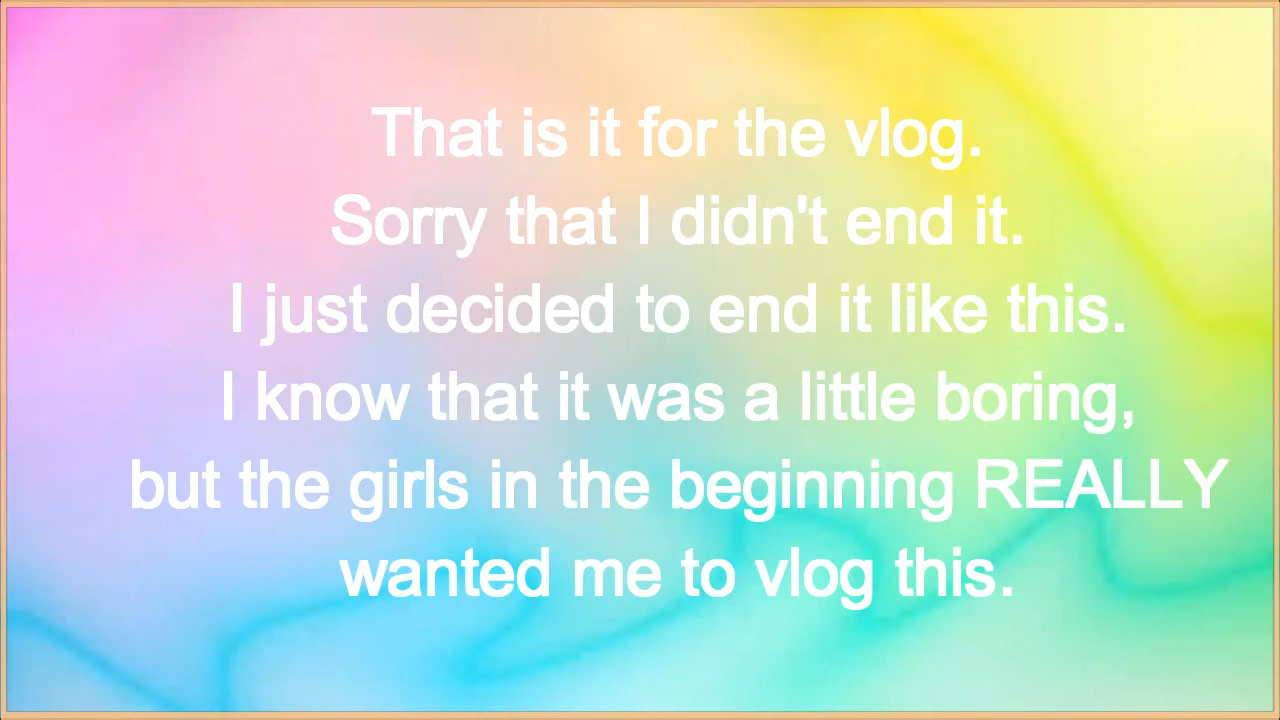 That is it for the vlog.
Sorry that I didn't end it.
I just decided to end it like this.
I know that it was a little boring,
but the girls in the beginning REALLY
wanted me to vlog this.